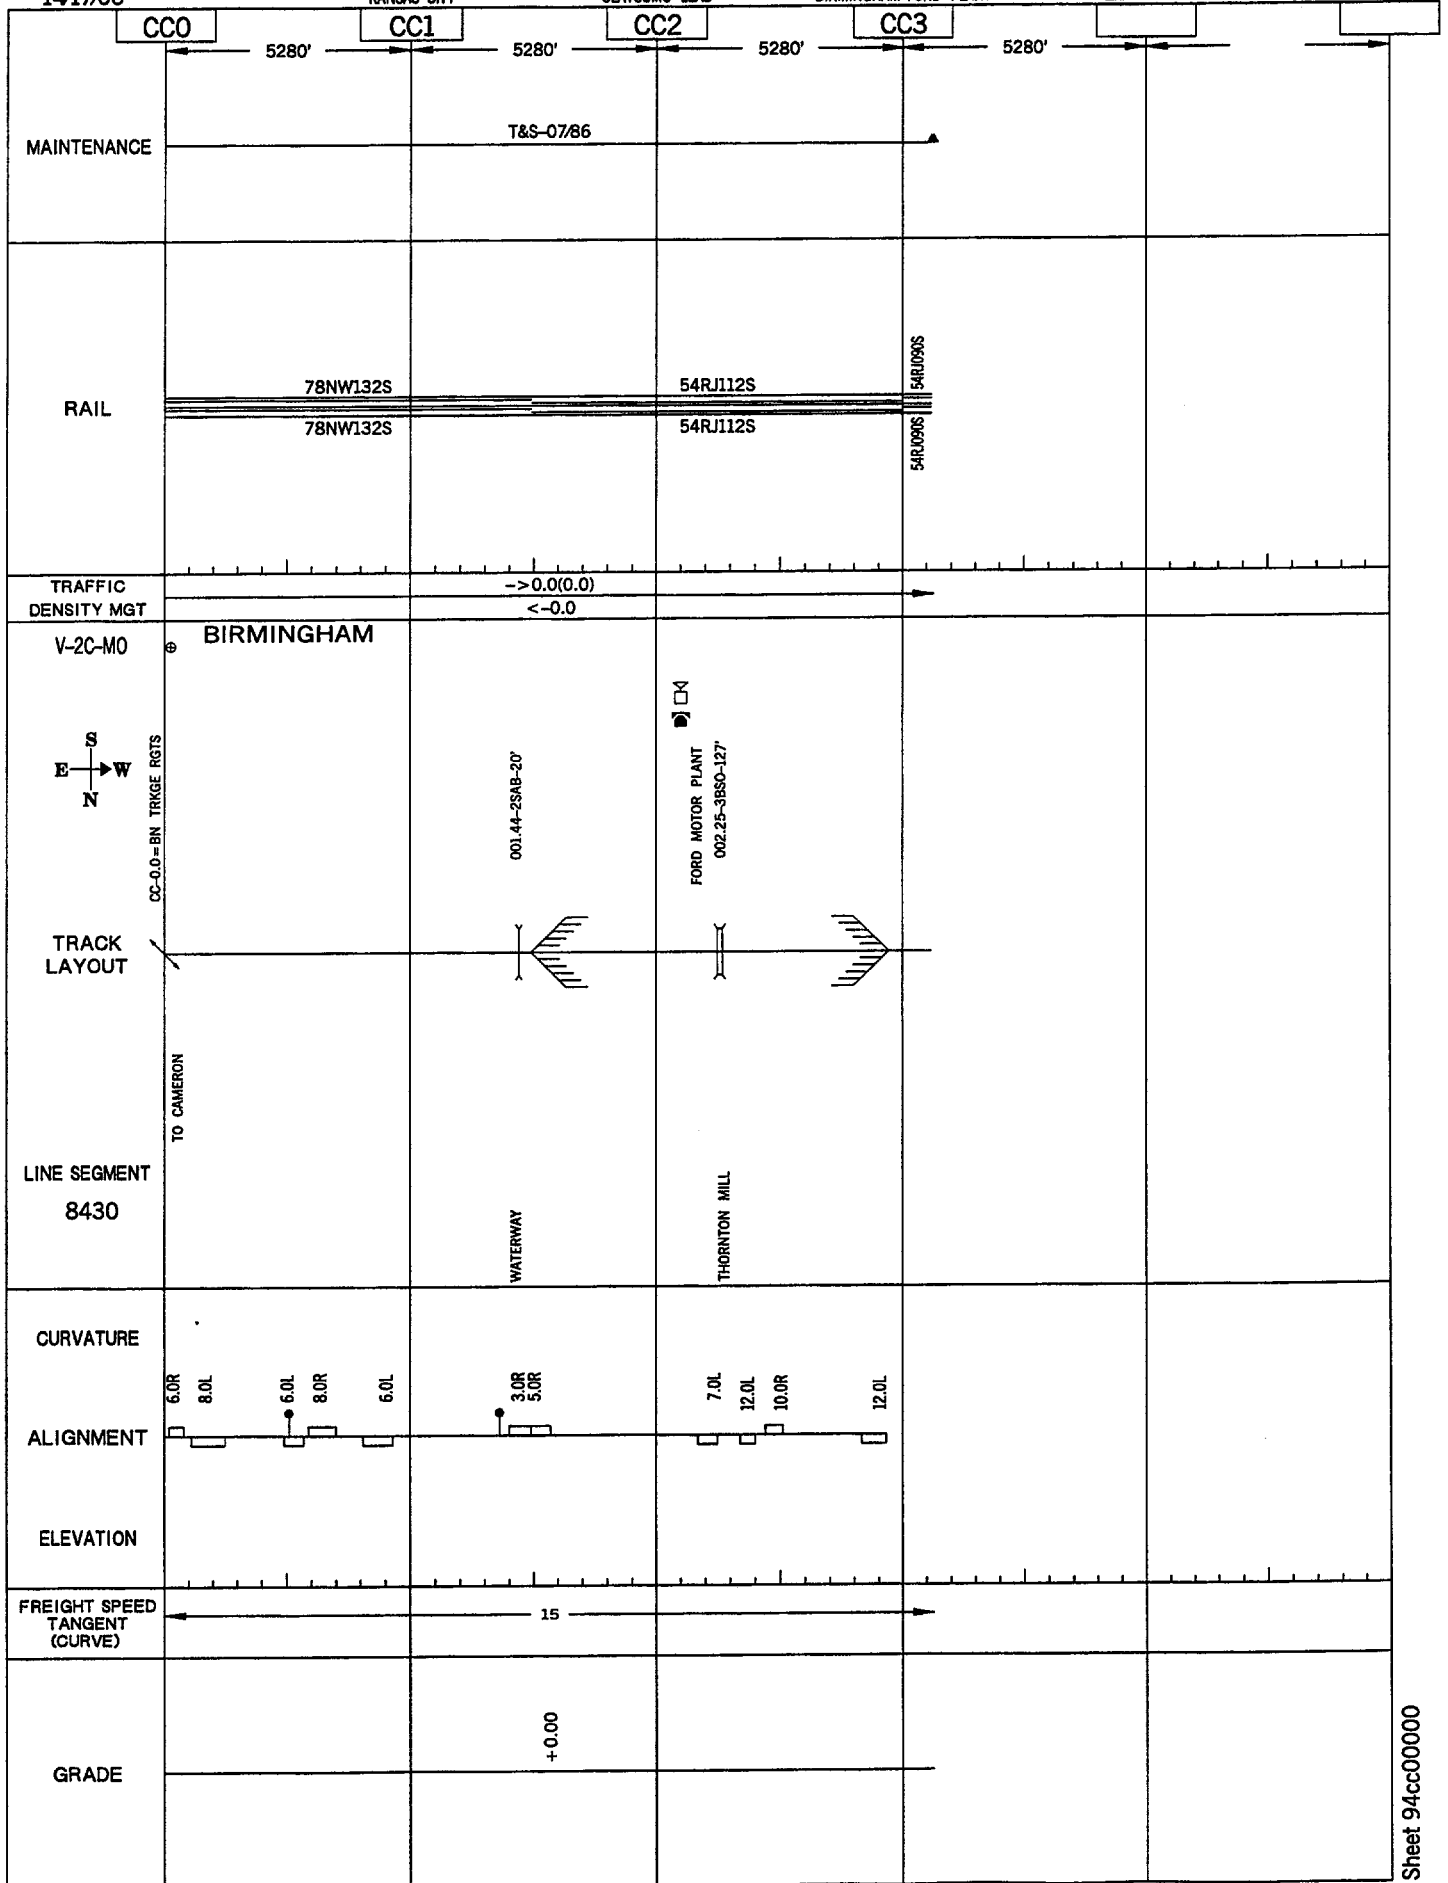 KANSAS CITY
CC0 CC1 CC2 CC3
5280' 5280' 5280' 5280'
MAINTENANCE
T&S-07/86
RAIL
78NW132S 54RJ112S 54RJ090S
78NW132S 54RJ112S 54RJ090S
TRAFFIC
DENSITY MGT
->0.0(0.0)
<-0.0
V-2C-MO
BIRMINGHAM
S
E W
N
CC-0.0=BN TRKGE RGTS
001.44-2SAB-20'
FORD MOTOR PLANT
002.25-3BSO-127'
TRACK
LAYOUT
TO CAMERON
LINE SEGMENT
8430
WATERWAY
THORNTON MILL
CURVATURE
6.0R 8.0L 6.0L 8.0R 6.0L 3.0R 5.0R 7.0L 12.0L 10.0R 12.0L
ALIGNMENT
ELEVATION
FREIGHT SPEED
TANGENT
(CURVE)
15
GRADE
+0.00
Sheet 94cc00000